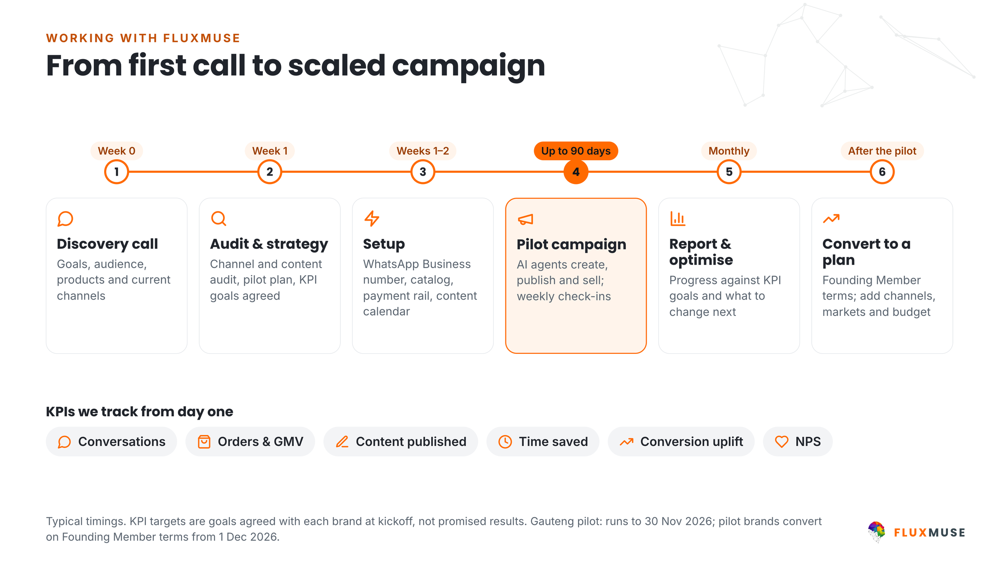 WORKING WITH FLUXMUSE
From first call to scaled campaign
Week 0
Week 1
Weeks 1–2
Up to 90 days
Monthly
After the pilot
1
2
3
4
5
6
Discovery call
Goals, audience,
products and current
channels
Audit & strategy
Channel and content
audit, pilot plan, KPI
goals agreed
Setup
WhatsApp Business
number, catalog,
payment rail, content
calendar
Pilot campaign
AI agents create,
publish and sell;
weekly check-ins
Report &
optimise
Progress against KPI
goals and what to
change next
Convert to a
plan
Founding Member
terms; add channels,
markets and budget
KPIs we track from day one
Conversations
Orders & GMV
Content published
Time saved
Conversion uplift
NPS
Typical timings. KPI targets are goals agreed with each brand at kickoff, not promised results. Gauteng pilot: runs to 30 Nov 2026; pilot brands convert
on Founding Member terms from 1 Dec 2026.
FLUXMUSE